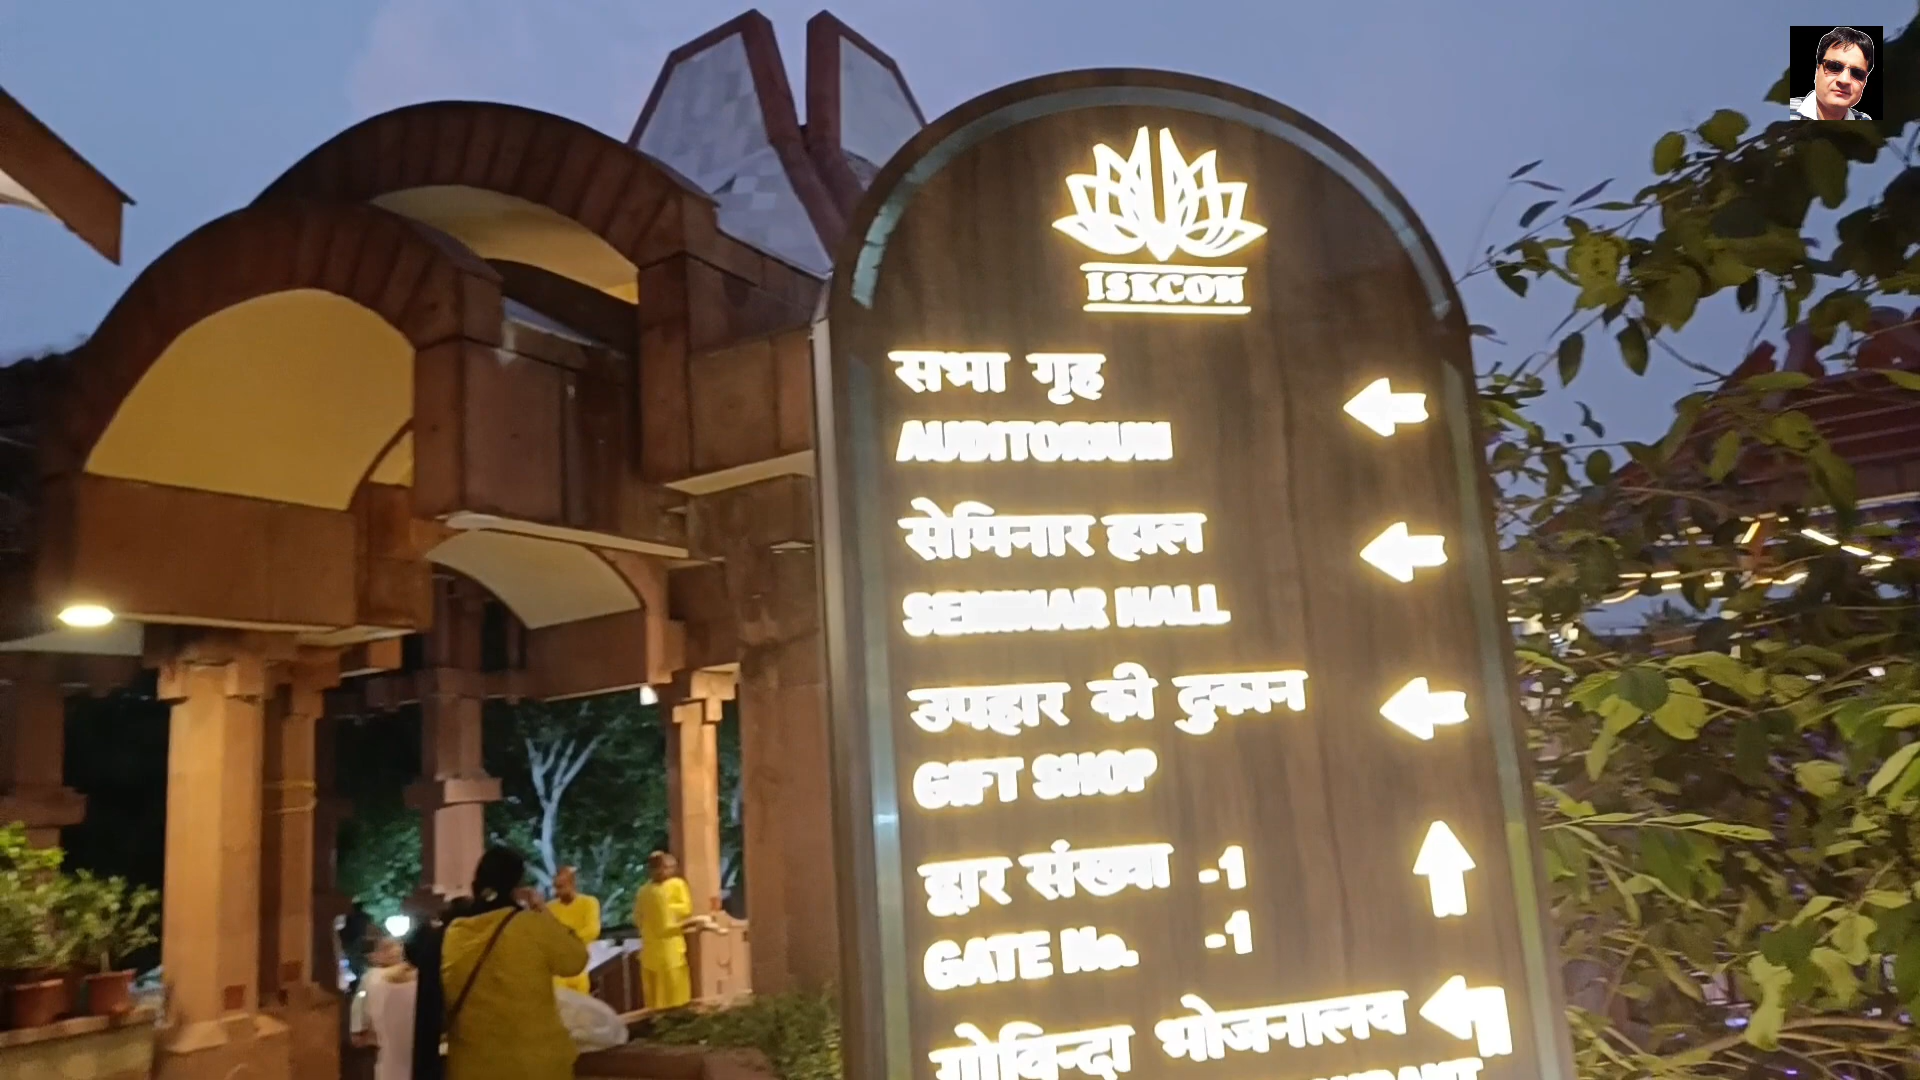 ISKCON
सभा गृह
AUDITORIUM
सेमिनार हाल
SEMINAR HALL
उपहार की दुकान
GIFT SHOP
द्वार संख्या -1
GATE No. -1
गोविन्दा भोजनालय